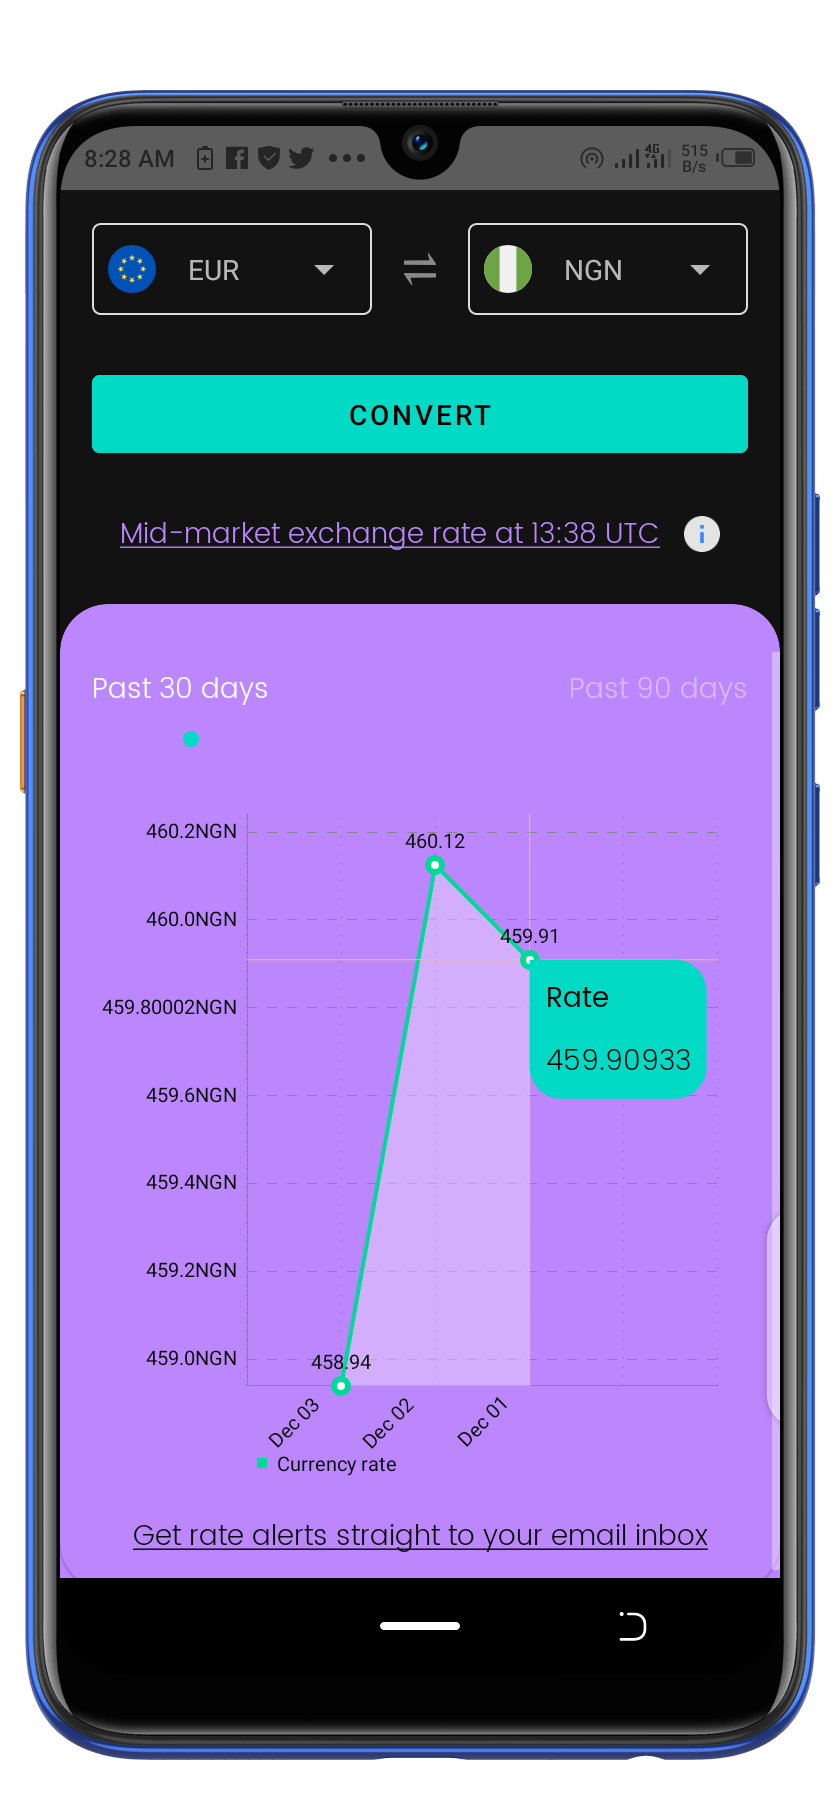 8:28 AM
4G
515
B/s
EUR
NGN
CONVERT
Mid-market exchange rate at 13:38 UTC
i
Past 30 days
Past 90 days
460.2NGN
460.12
460.0NGN
459.91
Rate
459.80002NGN
459.90933
459.6NGN
459.4NGN
459.2NGN
459.0NGN
458.94
Dec 03
Dec 02
Dec 01
Currency rate
Get rate alerts straight to your email inbox